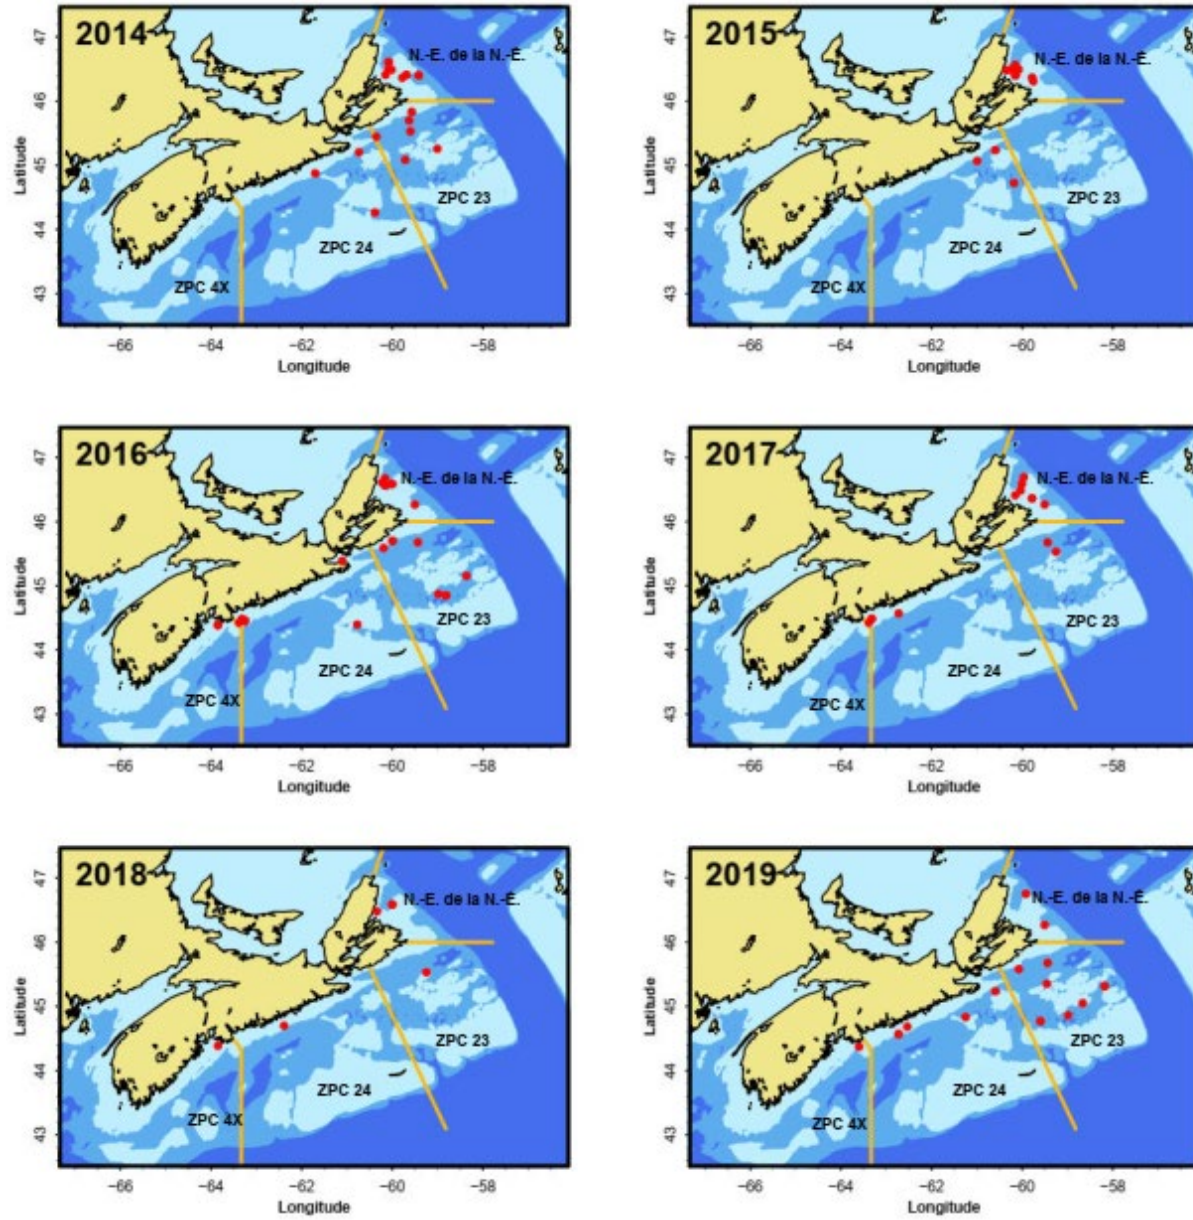 2014
N.-E. de la N.-É.
ZPC 23
ZPC 24
ZPC 4X
47
46
45
44
43
Latitude
−66 −64 −62 −60 −58
Longitude
2015
N.-E. de la N.-É.
ZPC 23
ZPC 24
ZPC 4X
47
46
45
44
43
Latitude
−66 −64 −62 −60 −58
Longitude
2016
N.-E. de la N.-É.
ZPC 23
ZPC 24
ZPC 4X
47
46
45
44
43
Latitude
−66 −64 −62 −60 −58
Longitude
2017
N.-E. de la N.-É.
ZPC 23
ZPC 24
ZPC 4X
47
46
45
44
43
Latitude
−66 −64 −62 −60 −58
Longitude
2018
N.-E. de la N.-É.
ZPC 23
ZPC 24
ZPC 4X
47
46
45
44
43
Latitude
−66 −64 −62 −60 −58
Longitude
2019
N.-E. de la N.-É.
ZPC 23
ZPC 24
ZPC 4X
47
46
45
44
43
Latitude
−66 −64 −62 −60 −58
Longitude